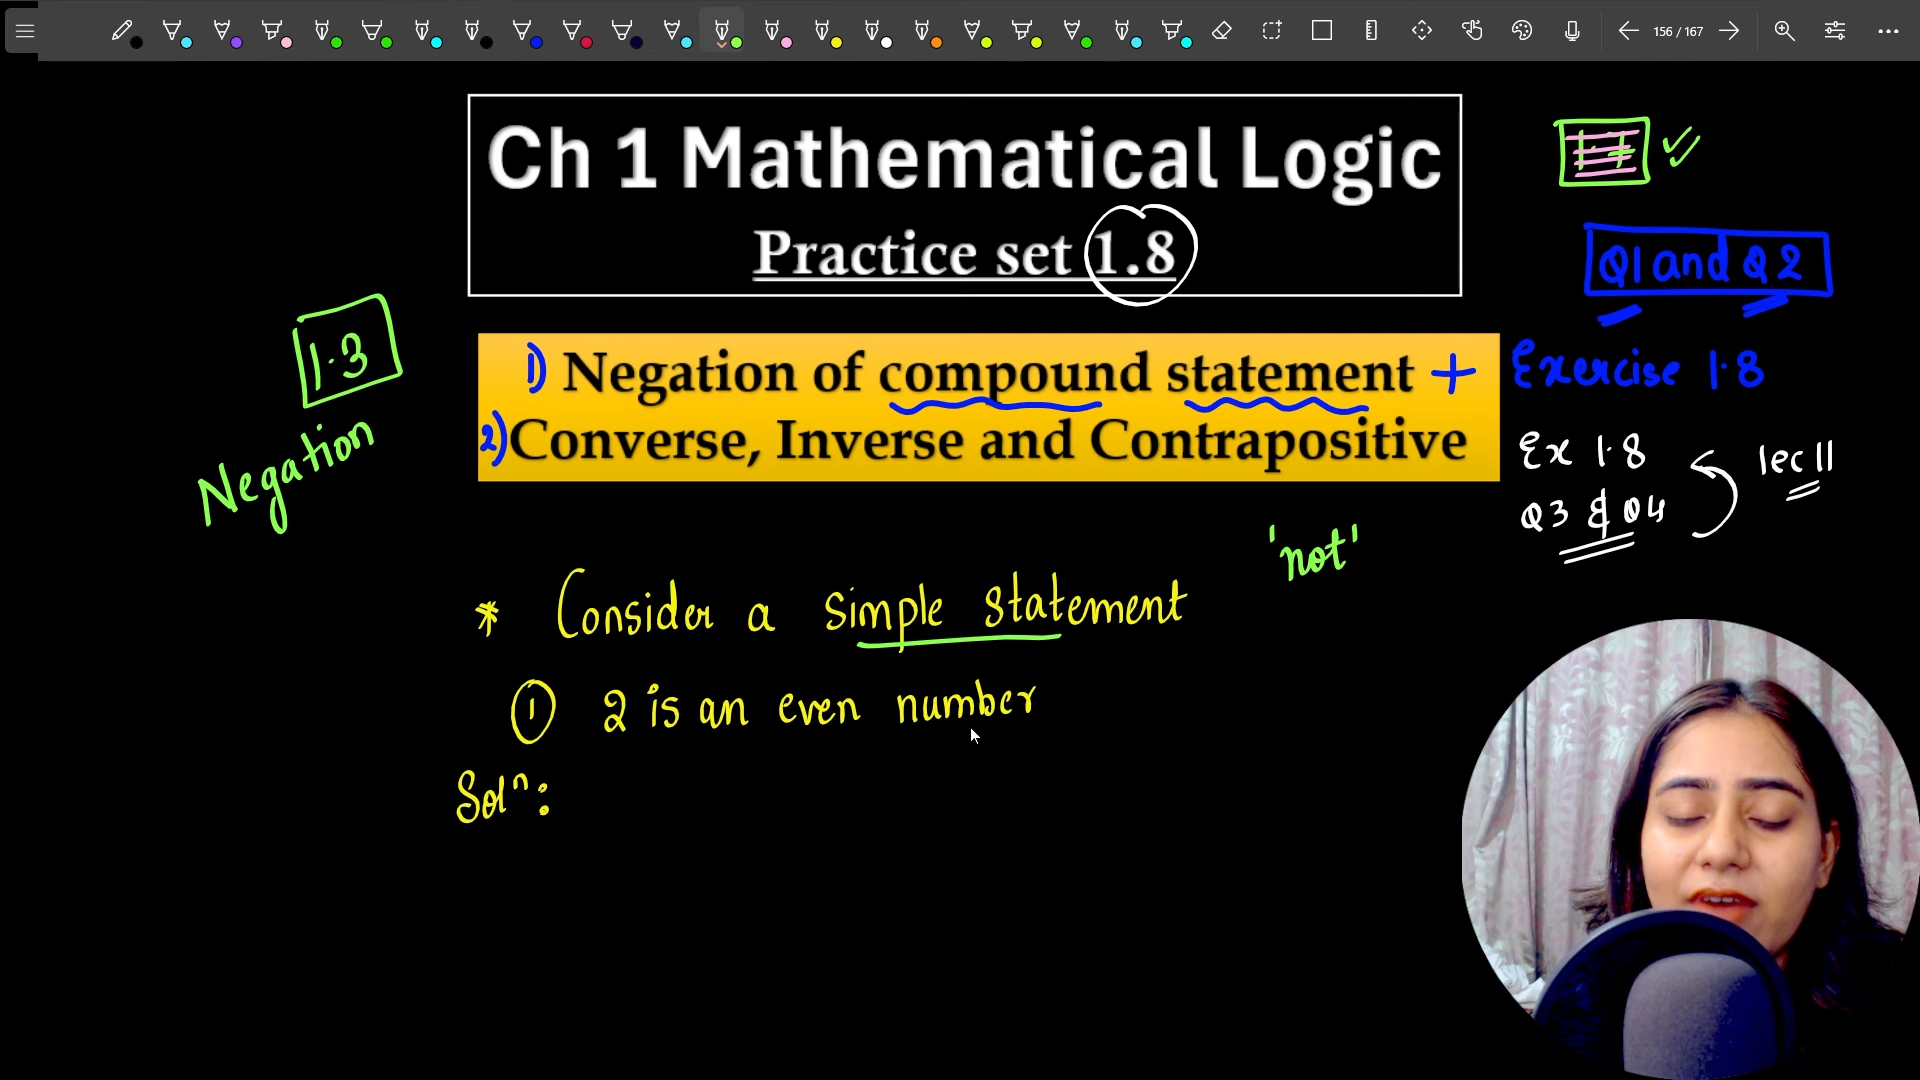 156 / 167
Ch 1 Mathematical Logic
Practice set 1.8
Q1 and Q2
1.3
1) Negation of compound statement +
Exercise 1.8
2) Converse, Inverse and Contrapositive
Ex 1.8
lec 11
Negation
Q3 & Q4
'not'
* Consider a simple statement
① 2 is an even number
Solⁿ: